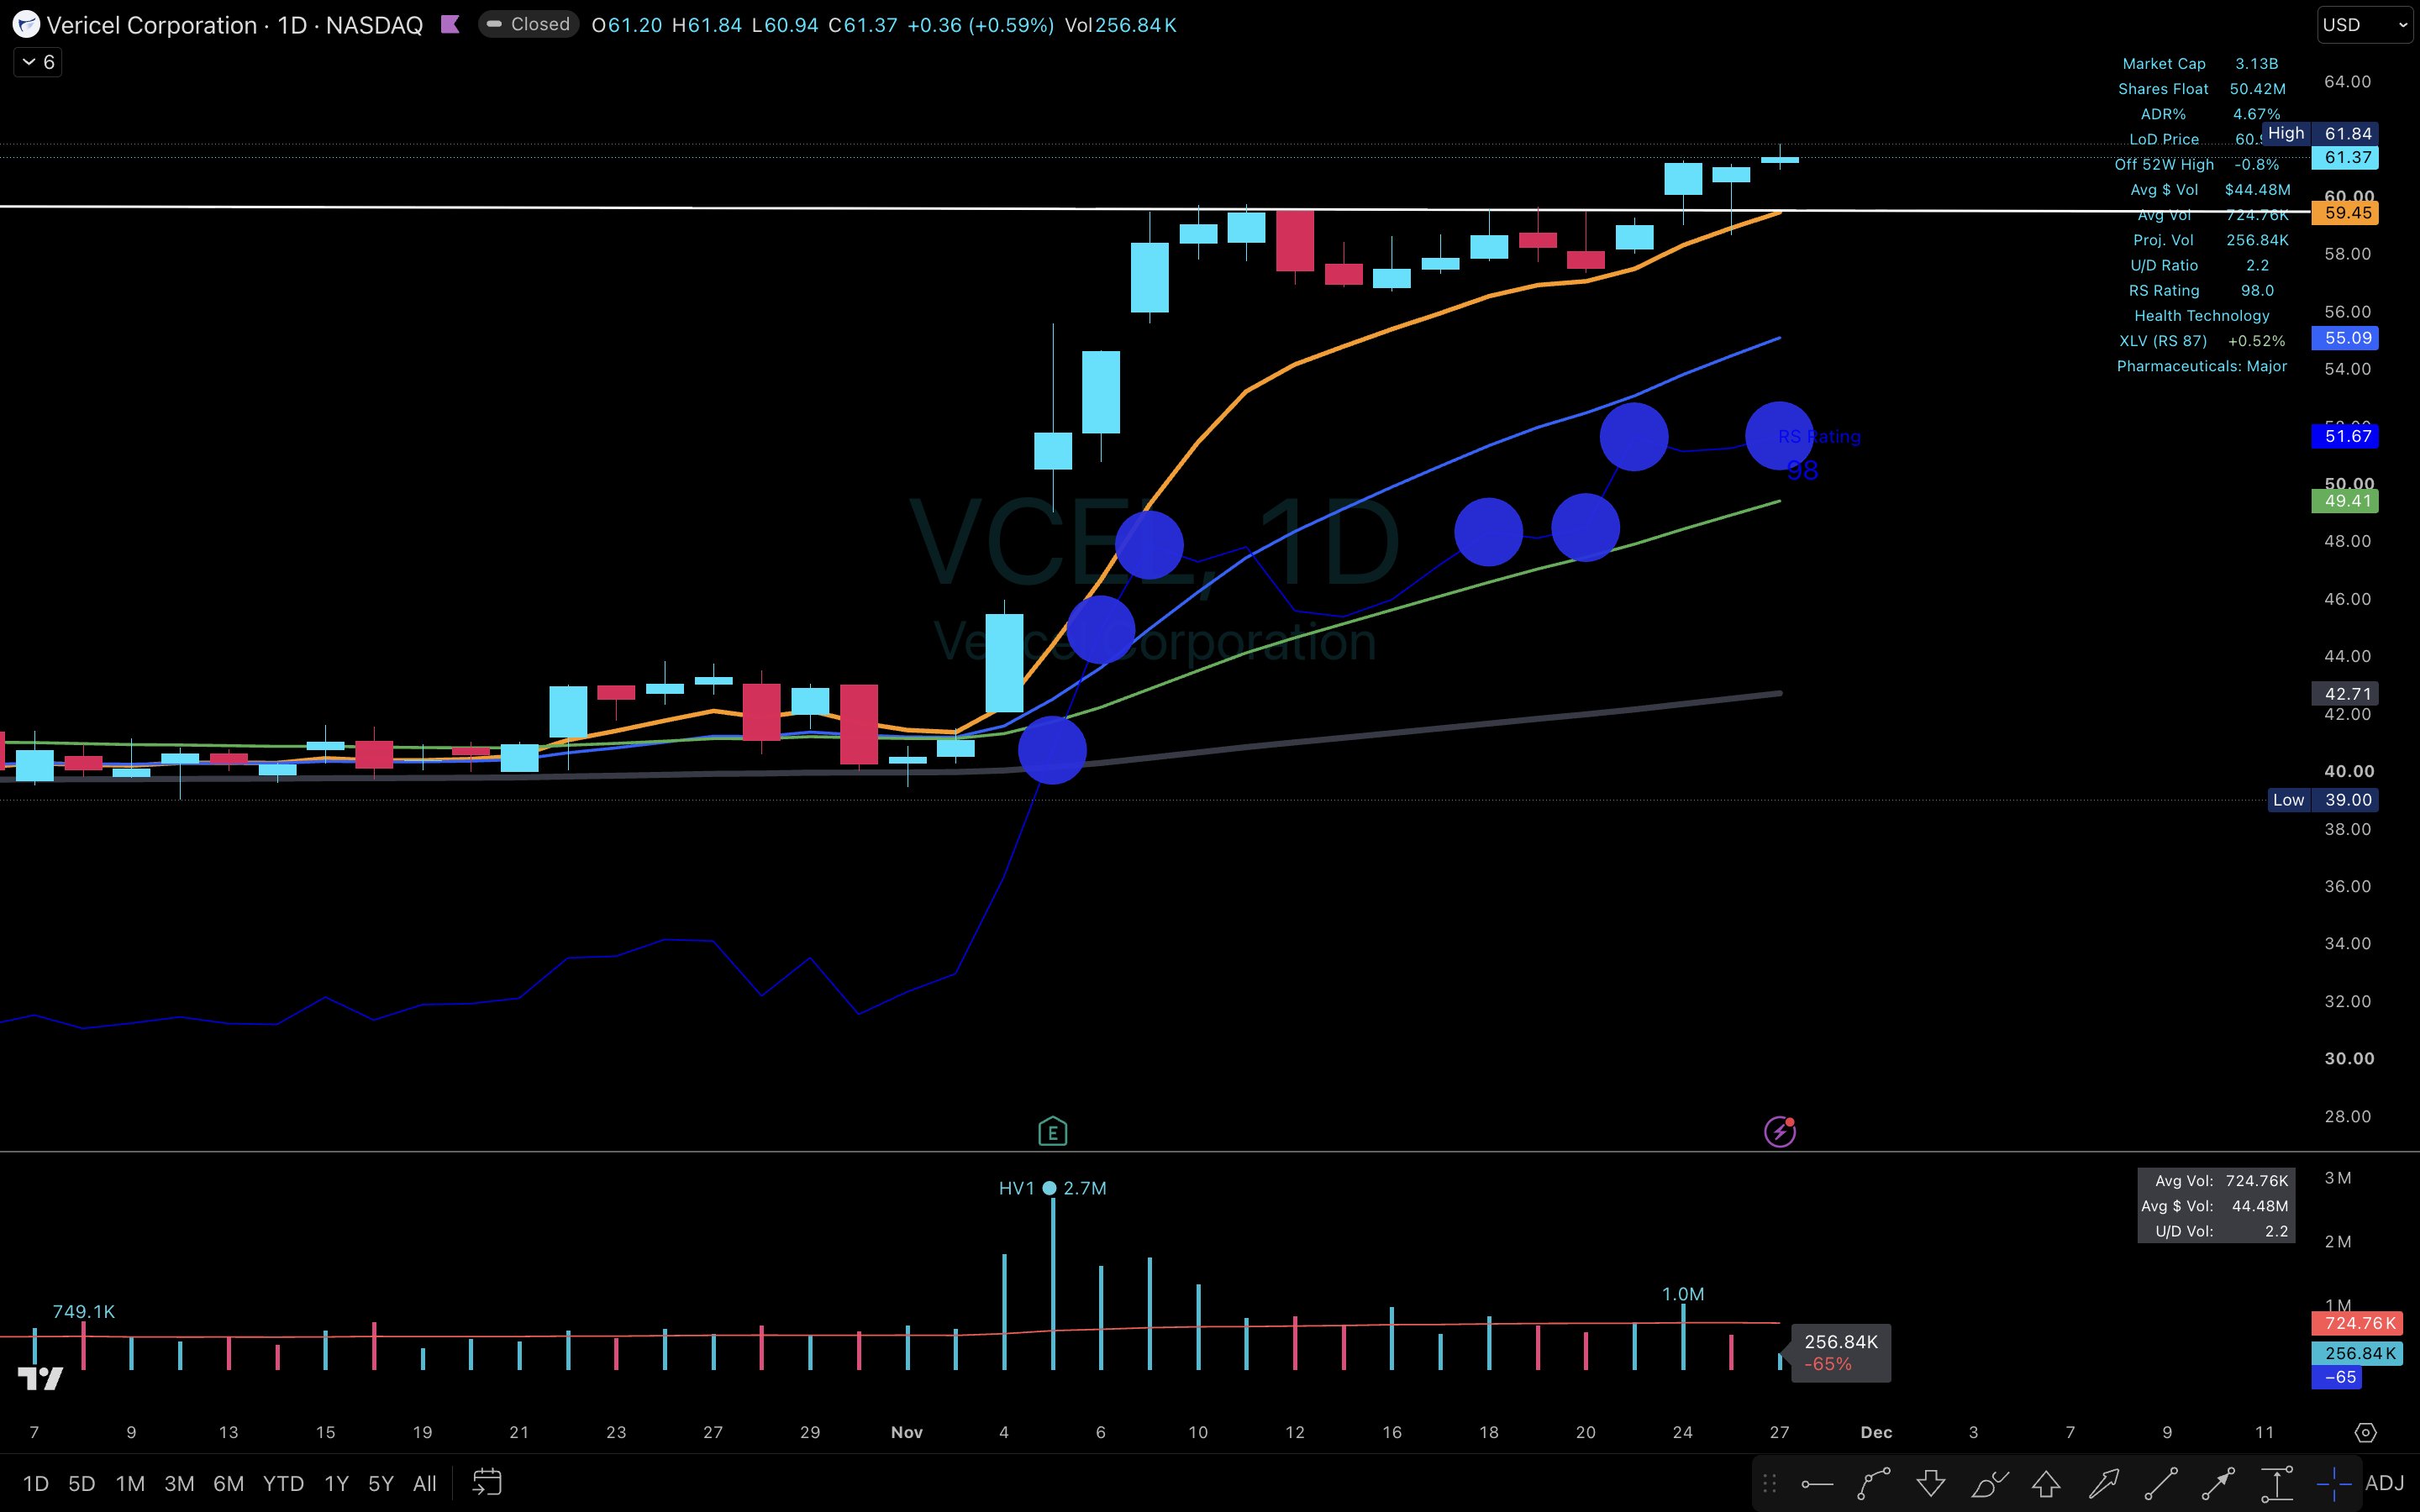 Vericel Corporation · 1D · NASDAQ Closed O61.20 H61.84 L60.94 C61.37 +0.36 (+0.59%) Vol256.84K
6
USD
Market Cap 3.13B
Shares Float 50.42M
ADR% 4.67%
LoD Price 60.9
Off 52W High -0.8%
Avg $ Vol $44.48M
Avg Vol 724.76K
Proj. Vol 256.84K
U/D Ratio 2.2
RS Rating 98.0
Health Technology
XLV (RS 87) +0.52%
Pharmaceuticals: Major
64.00
High 61.84
61.37
60.00
59.45
58.00
56.00
55.09
54.00
51.67
50.00
49.41
48.00
46.00
44.00
42.71
42.00
40.00
Low 39.00
38.00
36.00
34.00
32.00
30.00
28.00
RS Rating
98
VCEL, 1D
Vericel Corporation
E
HV1 2.7M
749.1K
1.0M
256.84K
-65%
Avg Vol: 724.76K
Avg $ Vol: 44.48M
U/D Vol: 2.2
3 M
2 M
1 M
724.76 K
256.84 K
−65
7 9 13 15 19 21 23 27 29 Nov 4 6 10 12 16 18 20 24 27 Dec 3 7 9 11
1D 5D 1M 3M 6M YTD 1Y 5Y All ADJ